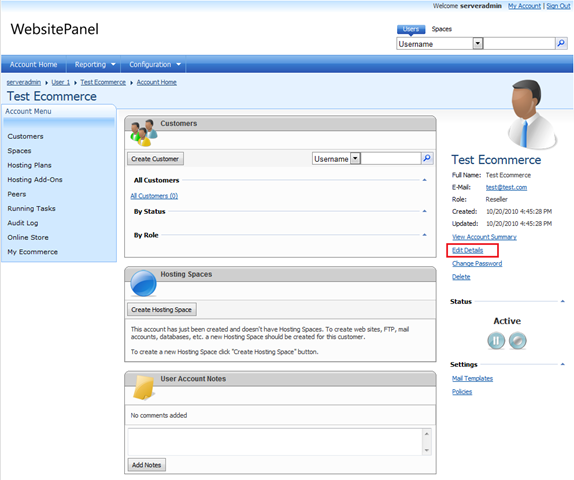 Welcome serveradmin My Account | Sign Out
WebsitePanel
Users Spaces
Username
Account Home Reporting Configuration
serveradmin User 1 Test Ecommerce Account Home
Test Ecommerce
Account Menu
Customers
Spaces
Hosting Plans
Hosting Add-Ons
Peers
Running Tasks
Audit Log
Online Store
My Ecommerce
Customers
Create Customer Username
All Customers
All Customers (0)
By Status
By Role
Hosting Spaces
Create Hosting Space
This account has just been created and doesn't have Hosting Spaces. To create web sites, FTP, mail
accounts, databases, etc. a new Hosting Space should be created for this customer.
To create a new Hosting Space click "Create Hosting Space" button.
User Account Notes
No comments added
Add Notes
Test Ecommerce
Full Name: Test Ecommerce
E-Mail: test@test.com
Role: Reseller
Created: 10/20/2010 4:45:28 PM
Updated: 10/20/2010 4:45:28 PM
View Account Summary
Edit Details
Change Password
Delete
Status
Active
Settings
Mail Templates
Policies